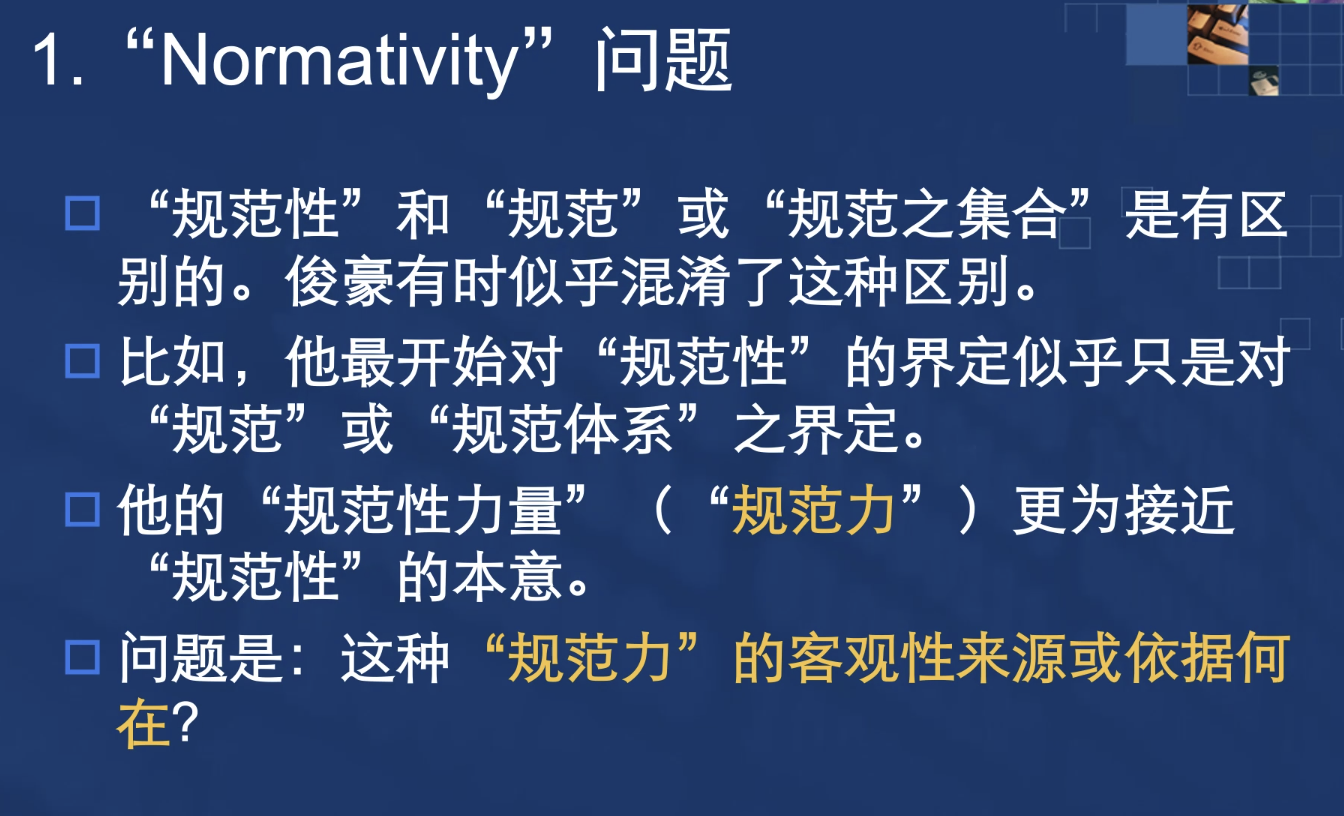 1. “Normativity”问题
“规范性”和“规范”或“规范之集合”是有区
别的。俊豪有时似乎混淆了这种区别。
比如，他最开始对“规范性”的界定似乎只是对
“规范”或“规范体系”之界定。
他的“规范性力量”（“规范力”）更为接近
“规范性”的本意。
问题是：这种“规范力”的客观性来源或依据何
在?